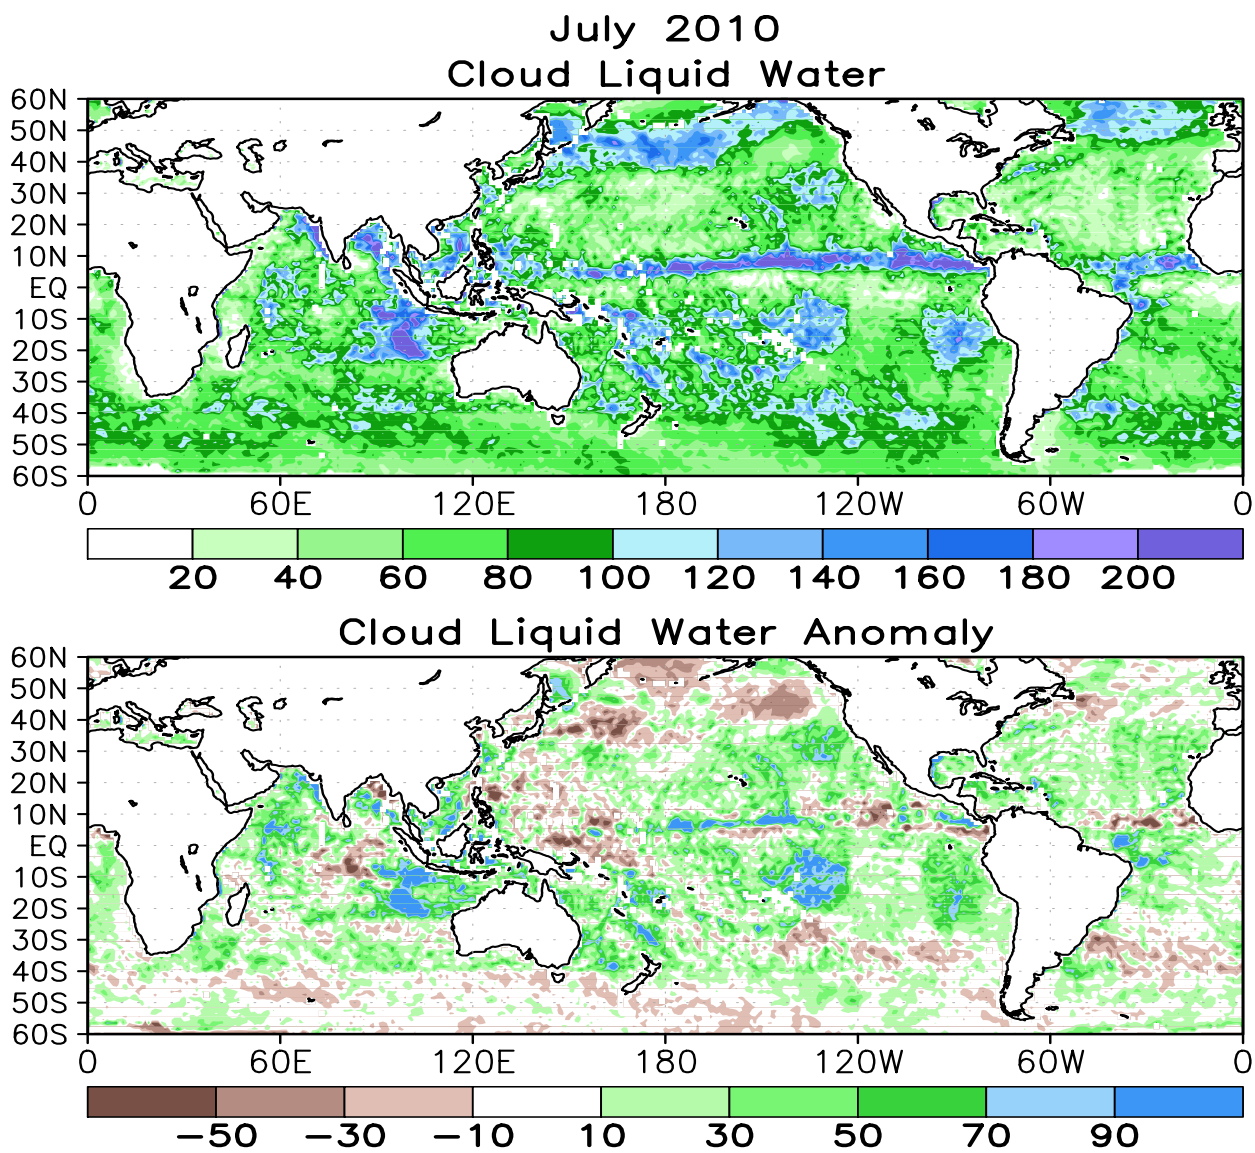 July 2010
Cloud Liquid Water
60N
50N
40N
30N
20N
10N
EQ
10S
20S
30S
40S
50S
60S
0 60E 120E 180 120W 60W 0
20 40 60 80 100 120 140 160 180 200
Cloud Liquid Water Anomaly
60N
50N
40N
30N
20N
10N
EQ
10S
20S
30S
40S
50S
60S
0 60E 120E 180 120W 60W 0
−50 −30 −10 10 30 50 70 90